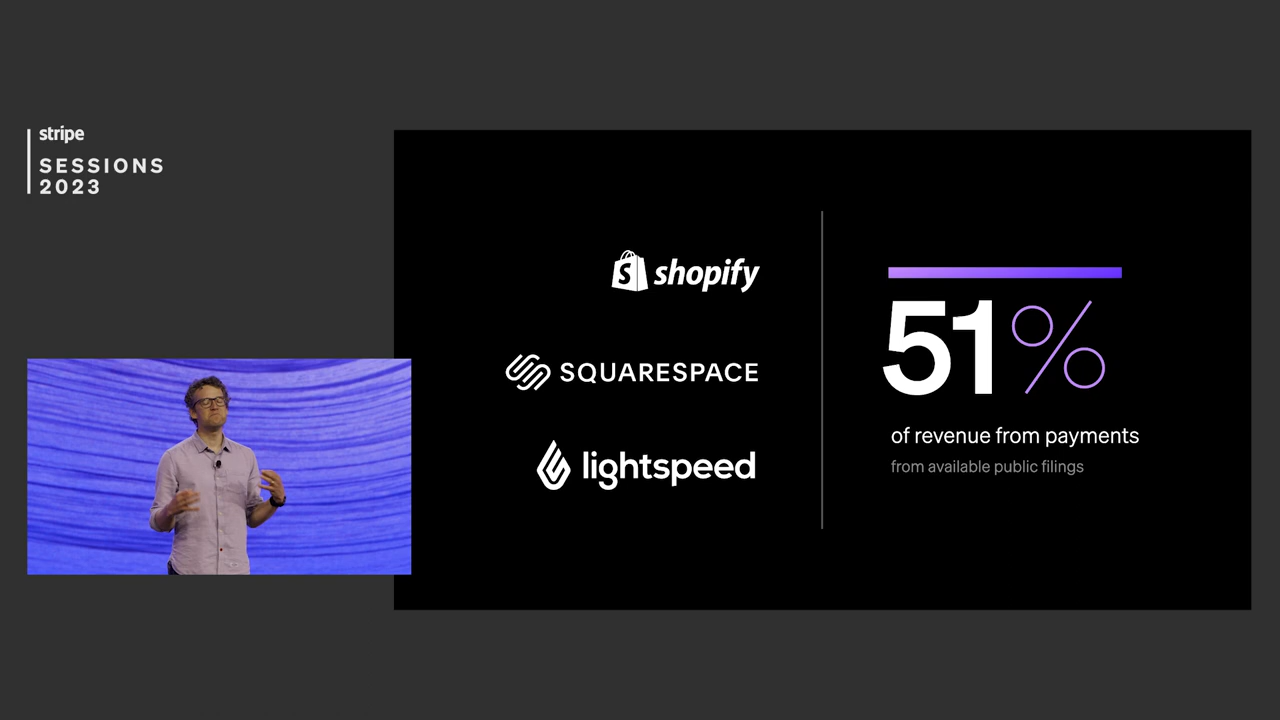 stripe
SESSIONS
2023
shopify
SQUARESPACE
lightspeed
51%
of revenue from payments
from available public filings